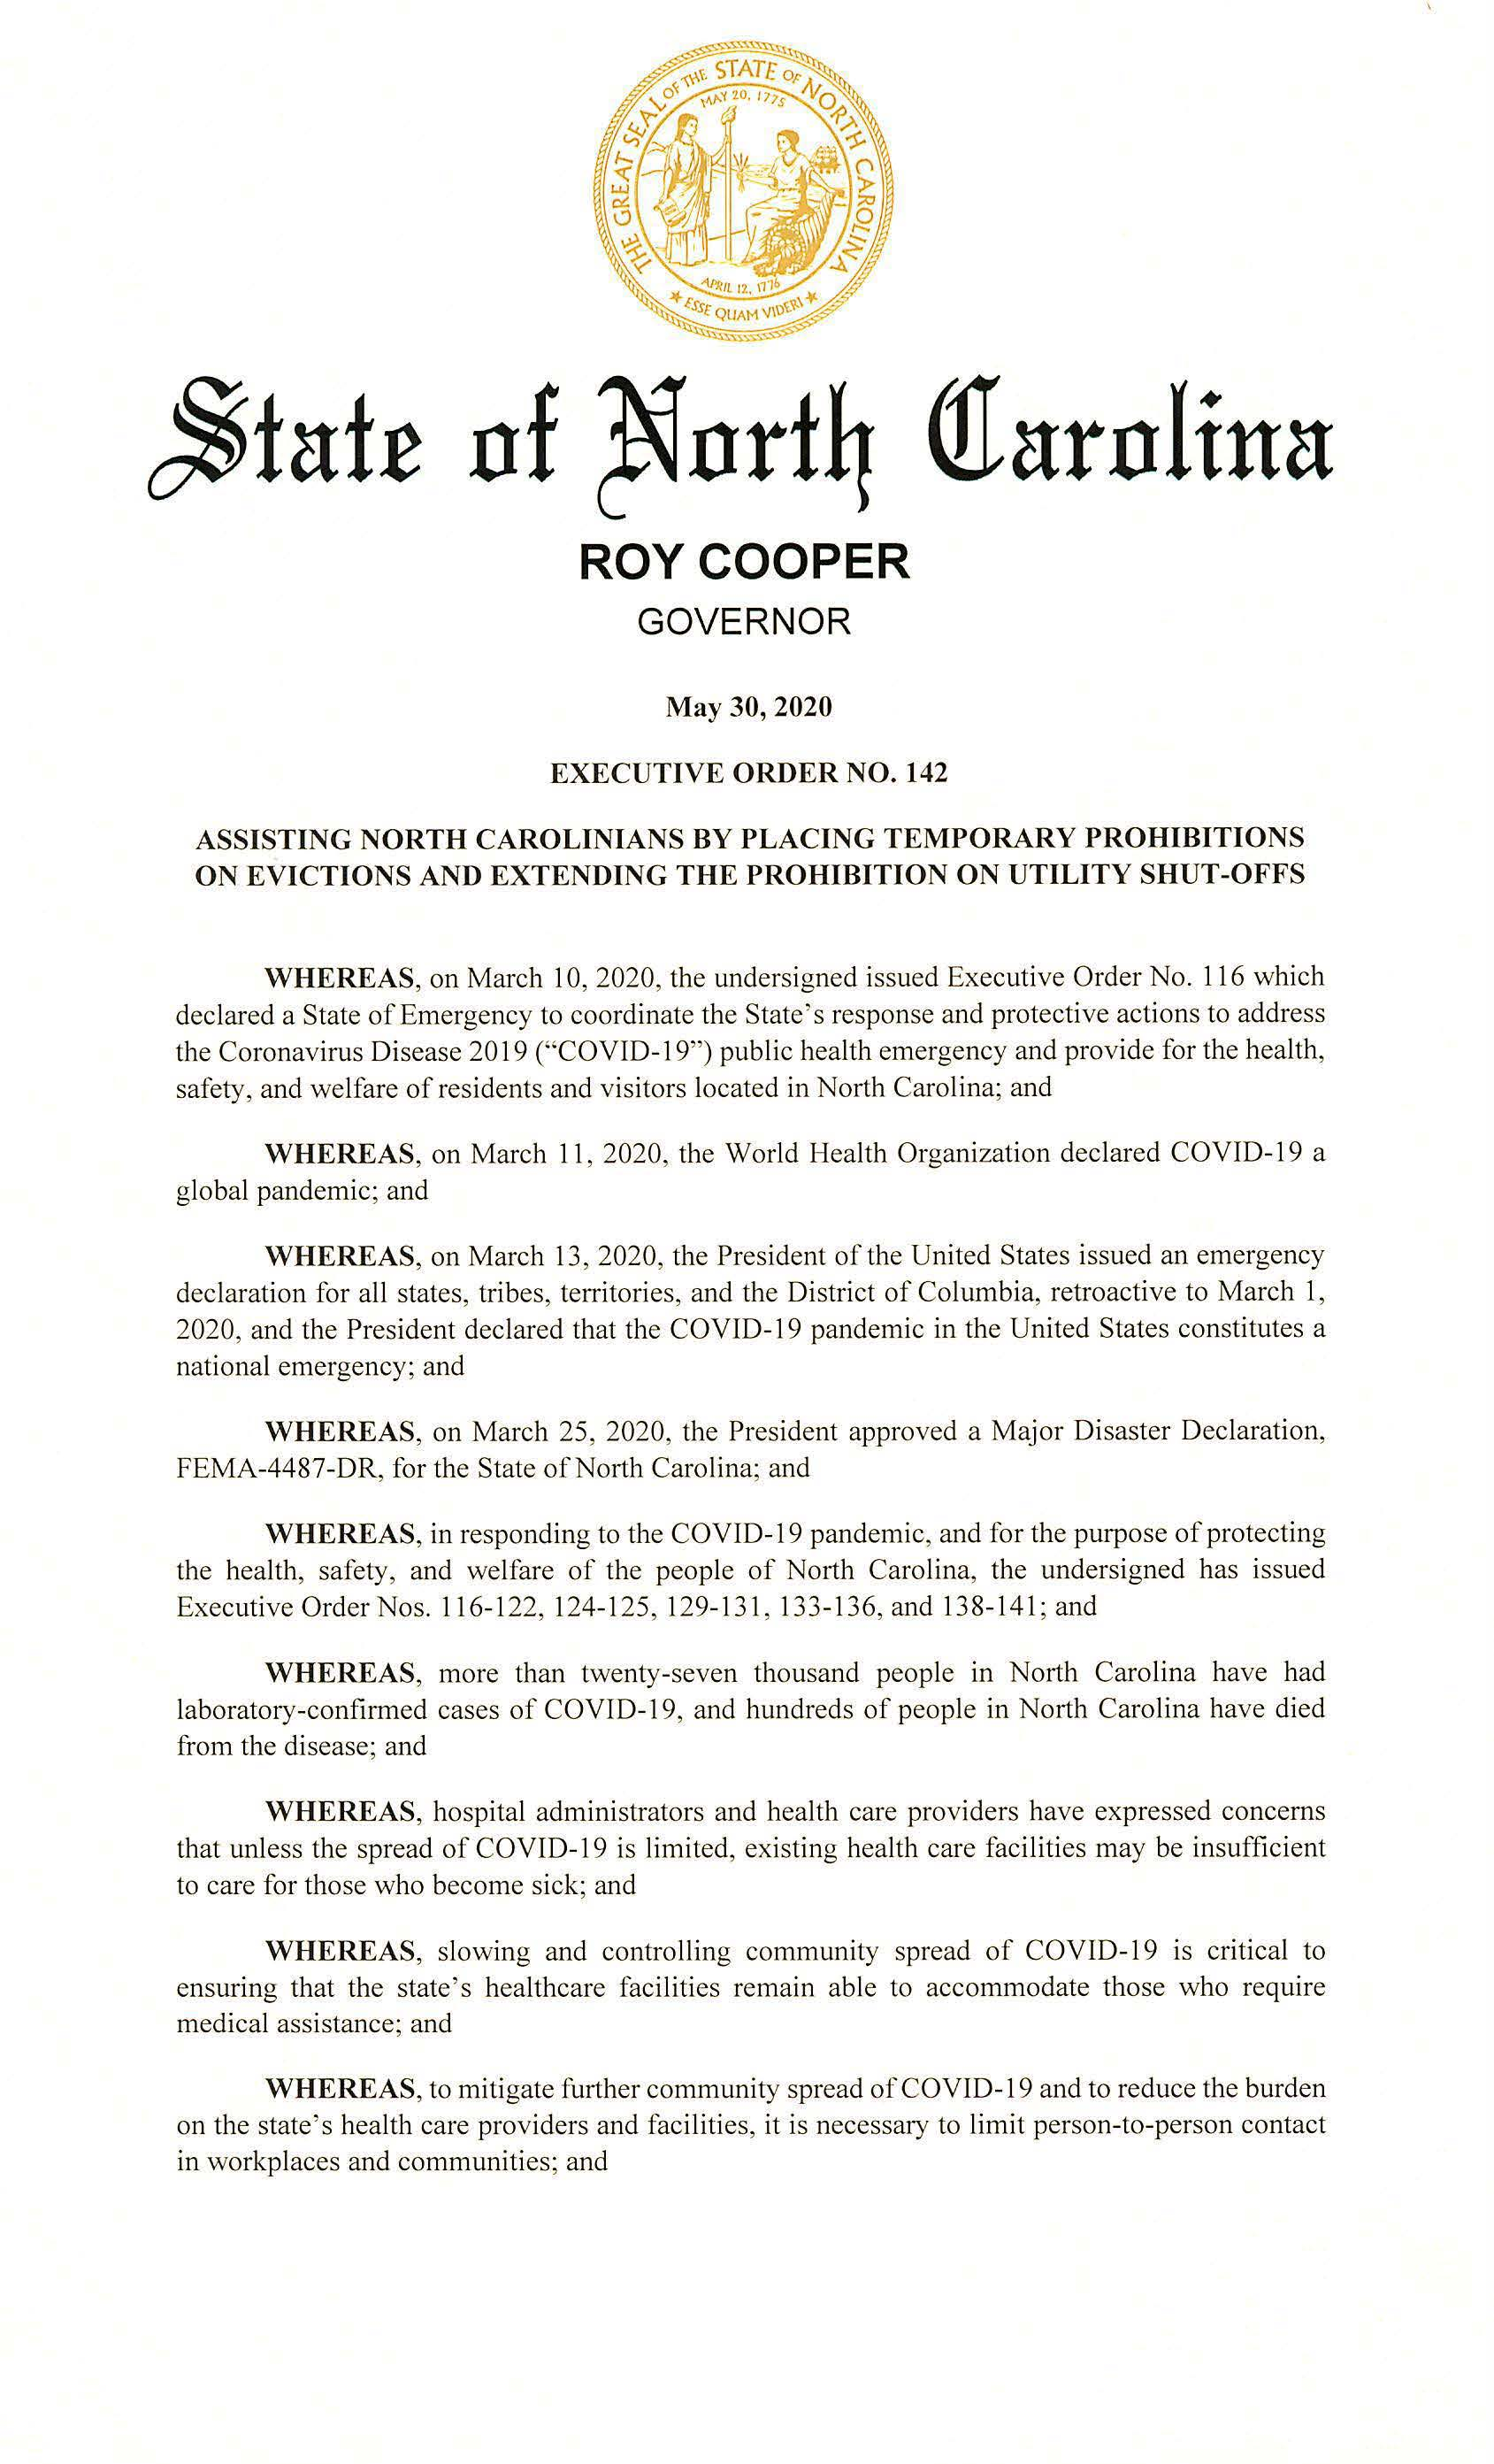 THE GREAT SEAL OF THE STATE OF NORTH CAROLINA
MAY 20, 1775
APRIL 12, 1776
★ ESSE QUAM VIDERI ★
State of North Carolina
ROY COOPER
GOVERNOR
May 30, 2020
EXECUTIVE ORDER NO. 142
ASSISTING NORTH CAROLINIANS BY PLACING TEMPORARY PROHIBITIONS
ON EVICTIONS AND EXTENDING THE PROHIBITION ON UTILITY SHUT-OFFS
WHEREAS, on March 10, 2020, the undersigned issued Executive Order No. 116 which
declared a State of Emergency to coordinate the State's response and protective actions to address
the Coronavirus Disease 2019 (“COVID-19”) public health emergency and provide for the health,
safety, and welfare of residents and visitors located in North Carolina; and
WHEREAS, on March 11, 2020, the World Health Organization declared COVID-19 a
global pandemic; and
WHEREAS, on March 13, 2020, the President of the United States issued an emergency
declaration for all states, tribes, territories, and the District of Columbia, retroactive to March 1,
2020, and the President declared that the COVID-19 pandemic in the United States constitutes a
national emergency; and
WHEREAS, on March 25, 2020, the President approved a Major Disaster Declaration,
FEMA-4487-DR, for the State of North Carolina; and
WHEREAS, in responding to the COVID-19 pandemic, and for the purpose of protecting
the health, safety, and welfare of the people of North Carolina, the undersigned has issued
Executive Order Nos. 116-122, 124-125, 129-131, 133-136, and 138-141; and
WHEREAS, more than twenty-seven thousand people in North Carolina have had
laboratory-confirmed cases of COVID-19, and hundreds of people in North Carolina have died
from the disease; and
WHEREAS, hospital administrators and health care providers have expressed concerns
that unless the spread of COVID-19 is limited, existing health care facilities may be insufficient
to care for those who become sick; and
WHEREAS, slowing and controlling community spread of COVID-19 is critical to
ensuring that the state's healthcare facilities remain able to accommodate those who require
medical assistance; and
WHEREAS, to mitigate further community spread of COVID-19 and to reduce the burden
on the state's health care providers and facilities, it is necessary to limit person-to-person contact
in workplaces and communities; and